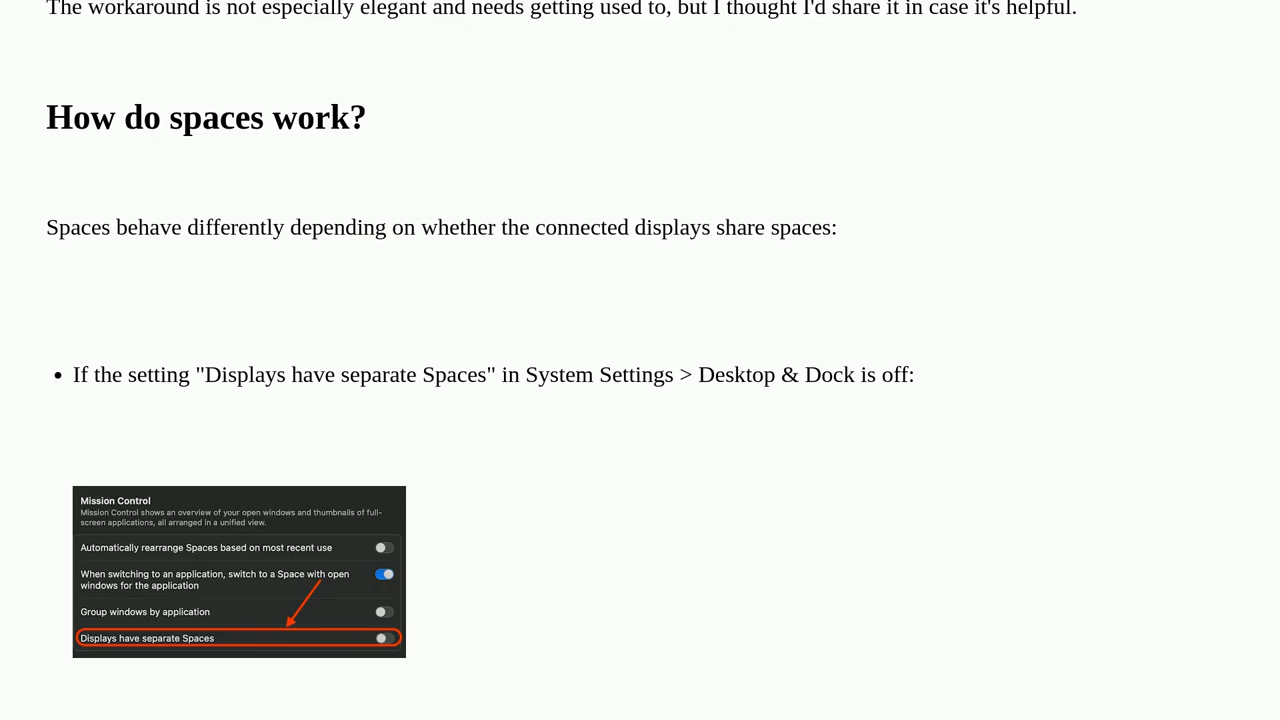 The workaround is not especially elegant and needs getting used to, but I thought I'd share it in case it's helpful.
How do spaces work?
Spaces behave differently depending on whether the connected displays share spaces:
• If the setting "Displays have separate Spaces" in System Settings > Desktop & Dock is off:
Mission Control
Mission Control shows an overview of your open windows and thumbnails of full-
screen applications, all arranged in a unified view.
Automatically rearrange Spaces based on most recent use
When switching to an application, switch to a Space with open
windows for the application
Group windows by application
Displays have separate Spaces